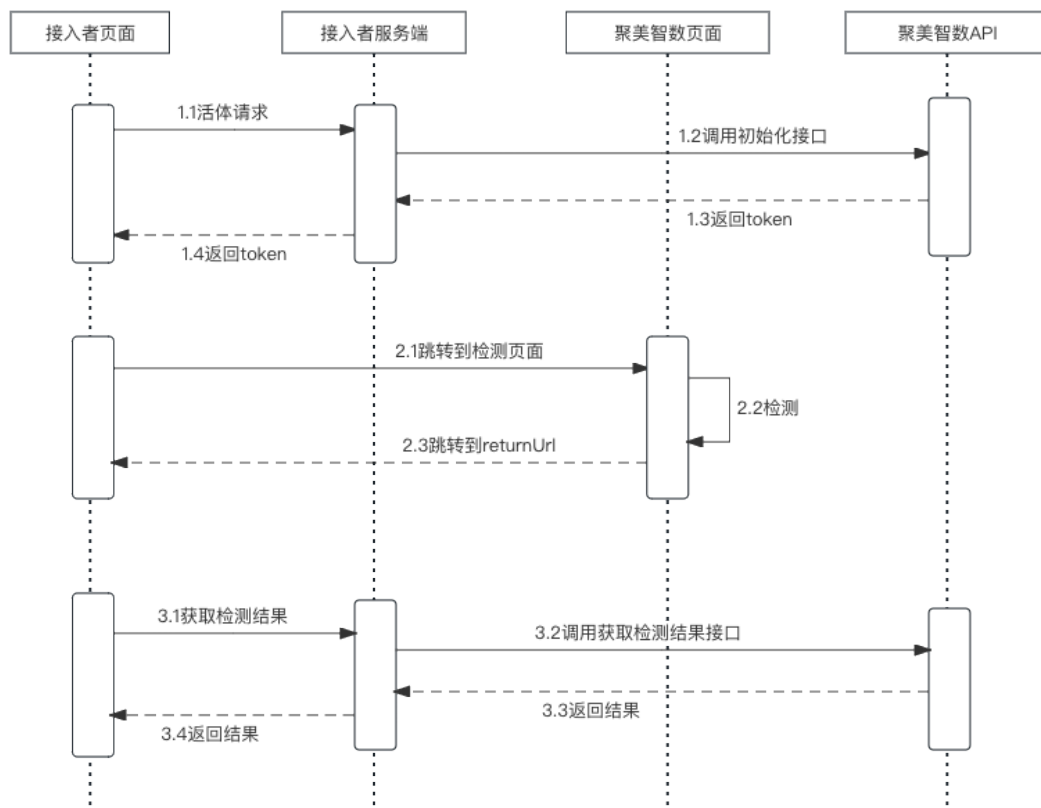 接入者页面
接入者服务端
聚美智数页面
聚美智数API
1.1活体请求
1.2调用初始化接口
1.3返回token
1.4返回token
2.1跳转到检测页面
2.2检测
2.3跳转到returnUrl
3.1获取检测结果
3.2调用获取检测结果接口
3.3返回结果
3.4返回结果